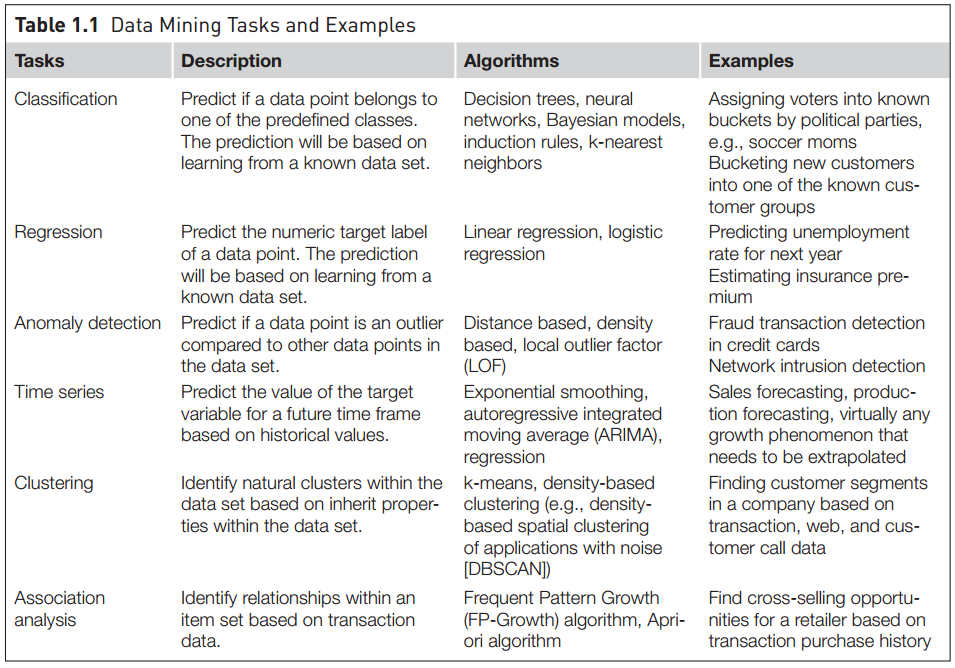 Table 1.1 Data Mining Tasks and Examples
Tasks Description Algorithms Examples
Classification
Predict if a data point belongs to
one of the predefined classes.
The prediction will be based on
learning from a known data set.
Decision trees, neural
networks, Bayesian models,
induction rules, k-nearest
neighbors
Assigning voters into known
buckets by political parties,
e.g., soccer moms
Bucketing new customers
into one of the known cus-
tomer groups
Regression
Predict the numeric target label
of a data point. The prediction
will be based on learning from a
known data set.
Linear regression, logistic
regression
Predicting unemployment
rate for next year
Estimating insurance pre-
mium
Anomaly detection
Predict if a data point is an outlier
compared to other data points in
the data set.
Distance based, density
based, local outlier factor
(LOF)
Fraud transaction detection
in credit cards
Network intrusion detection
Time series
Predict the value of the target
variable for a future time frame
based on historical values.
Exponential smoothing,
autoregressive integrated
moving average (ARIMA),
regression
Sales forecasting, produc-
tion forecasting, virtually any
growth phenomenon that
needs to be extrapolated
Clustering
Identify natural clusters within the
data set based on inherit proper-
ties within the data set.
k-means, density-based
clustering (e.g., density-
based spatial clustering
of applications with noise
[DBSCAN])
Finding customer segments
in a company based on
transaction, web, and cus-
tomer call data
Association
analysis
Identify relationships within an
item set based on transaction
data.
Frequent Pattern Growth
(FP-Growth) algorithm, Apri-
ori algorithm
Find cross-selling opportu-
nities for a retailer based on
transaction purchase history